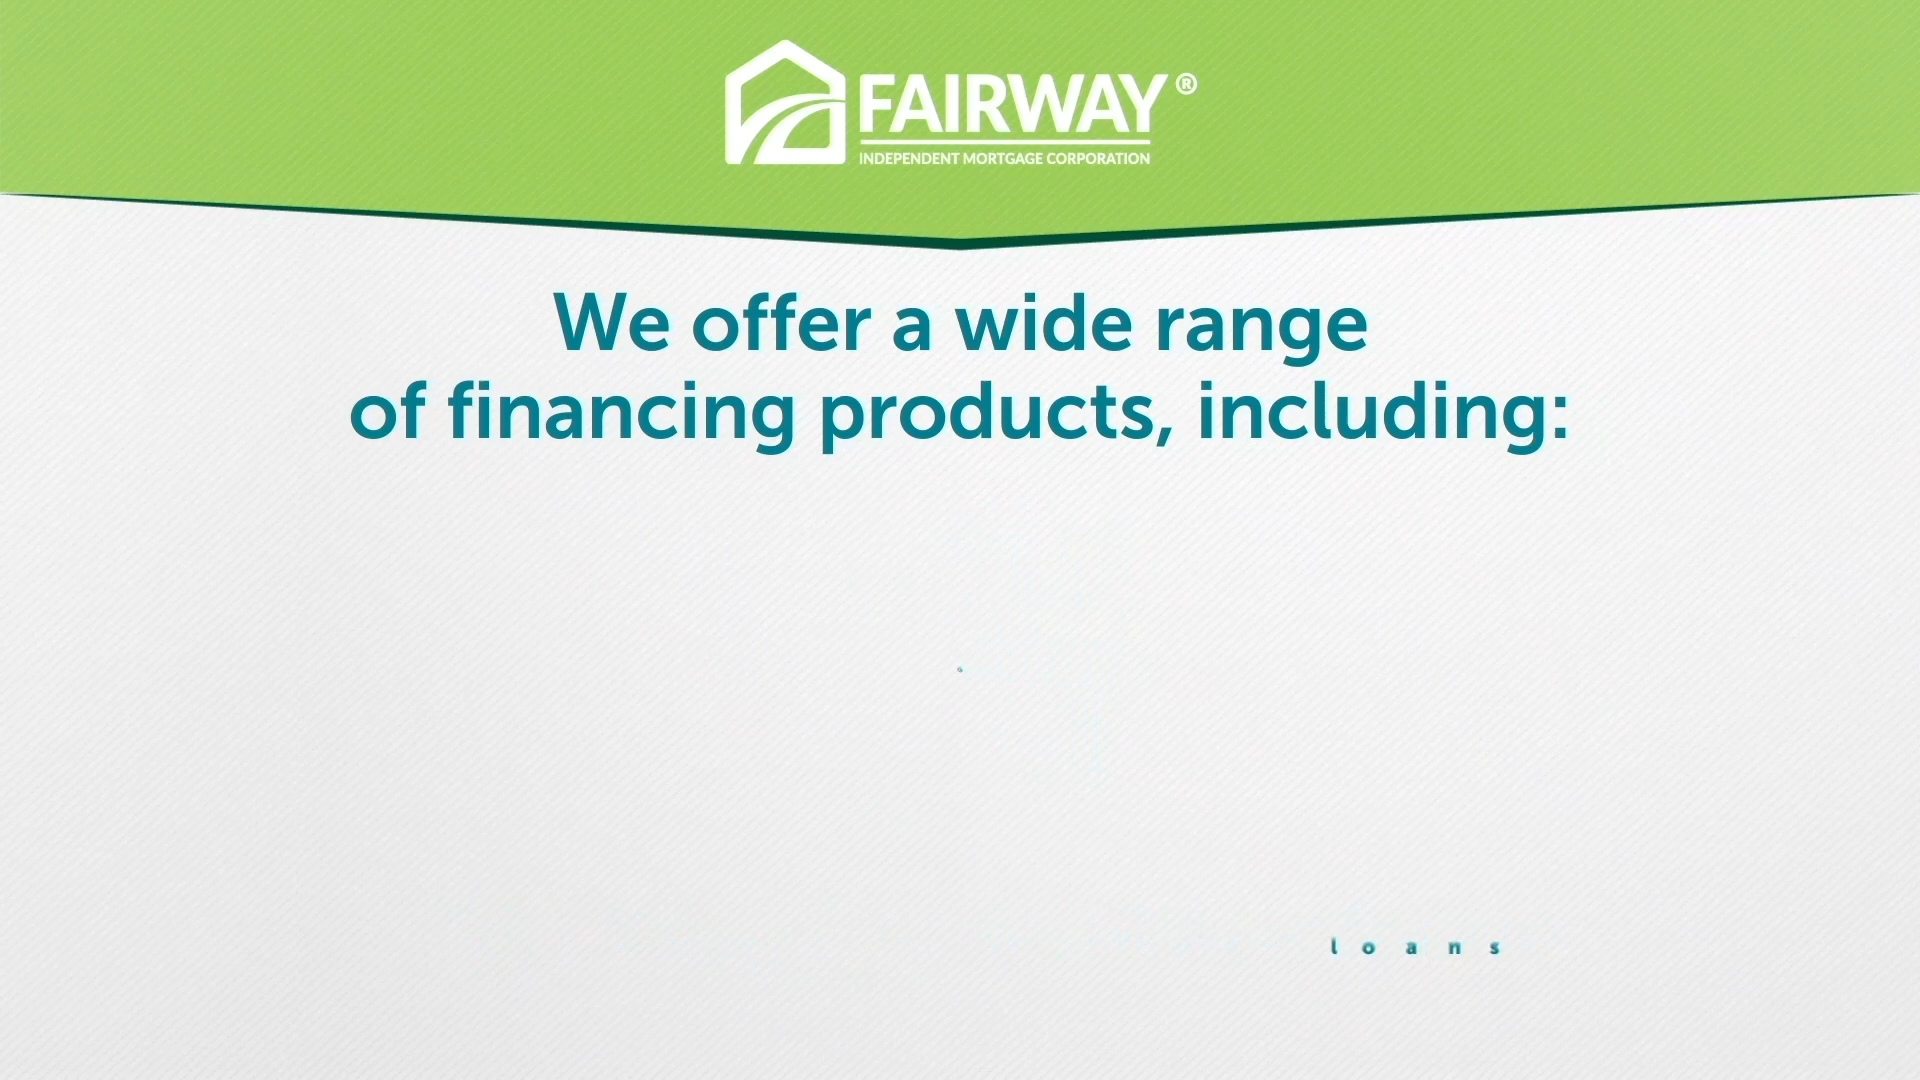 FAIRWAY®
INDEPENDENT MORTGAGE CORPORATION
We offer a wide range
of financing products, including:
loans